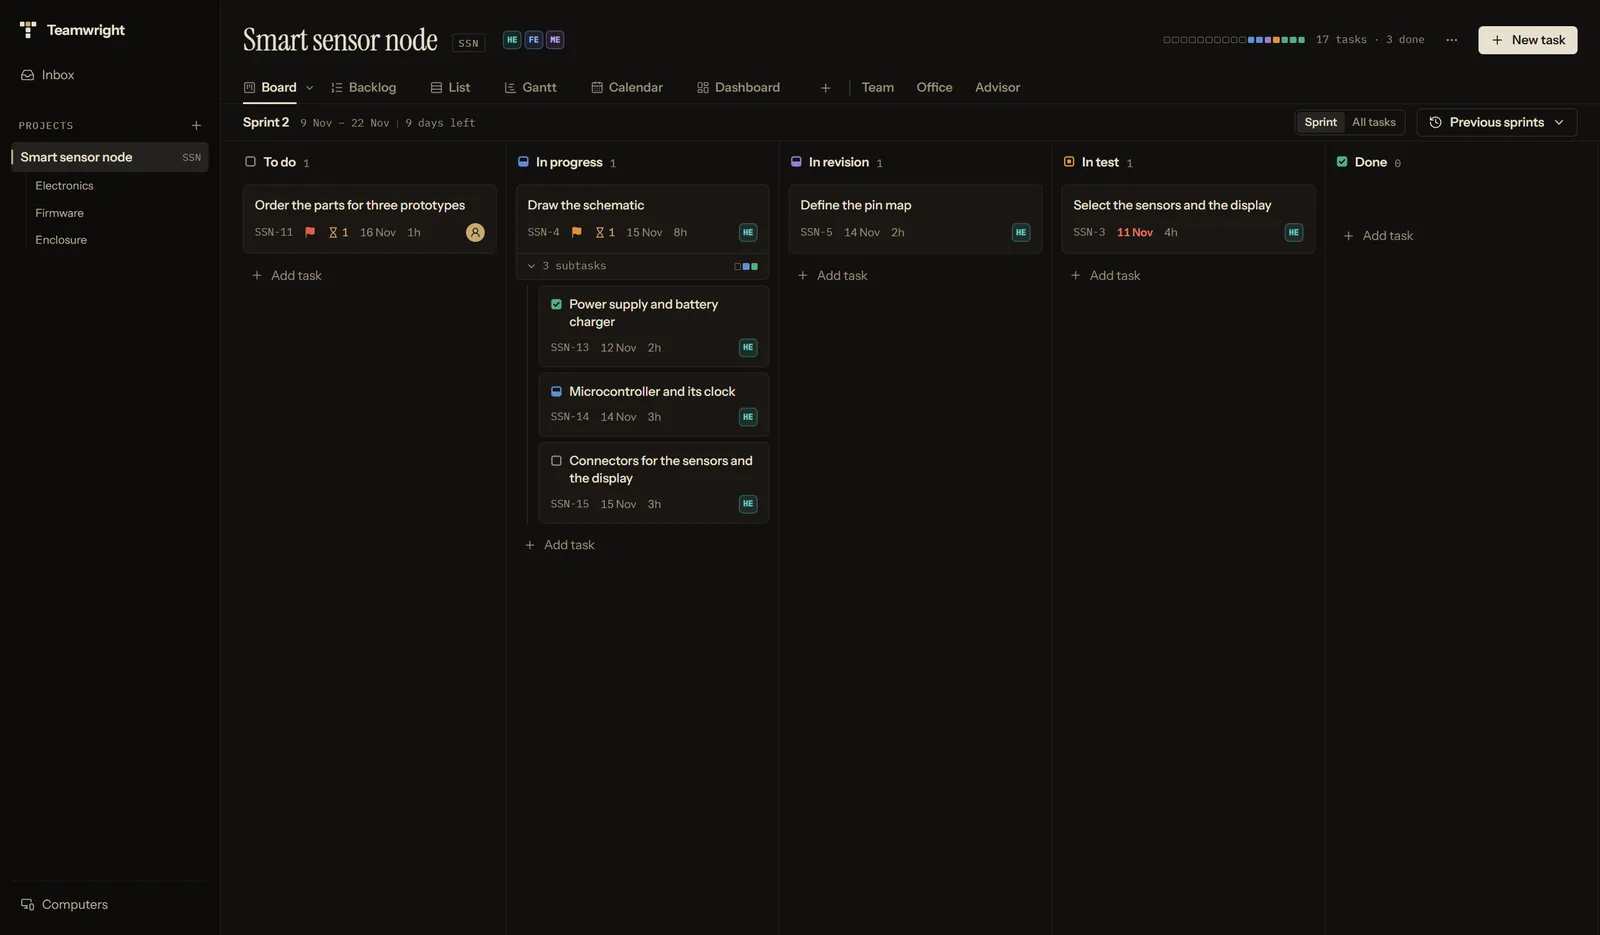 Teamwright
Inbox
PROJECTS
Smart sensor node SSN
Electronics
Firmware
Enclosure
Computers
Smart sensor node SSN HE FE ME
17 tasks · 3 done
New task
Board
Backlog
List
Gantt
Calendar
Dashboard
Team
Office
Advisor
Sprint 2 9 Nov – 22 Nov | 9 days left
Sprint All tasks
Previous sprints
To do 1
Order the parts for three prototypes
SSN-11 1 16 Nov 1h
Add task
In progress 1
Draw the schematic
SSN-4 1 15 Nov 8h HE
3 subtasks
Power supply and battery
charger
SSN-13 12 Nov 2h HE
Microcontroller and its clock
SSN-14 14 Nov 3h HE
Connectors for the sensors and
the display
SSN-15 15 Nov 3h HE
Add task
In revision 1
Define the pin map
SSN-5 14 Nov 2h HE
Add task
In test 1
Select the sensors and the display
SSN-3 11 Nov 4h HE
Add task
Done 0
Add task